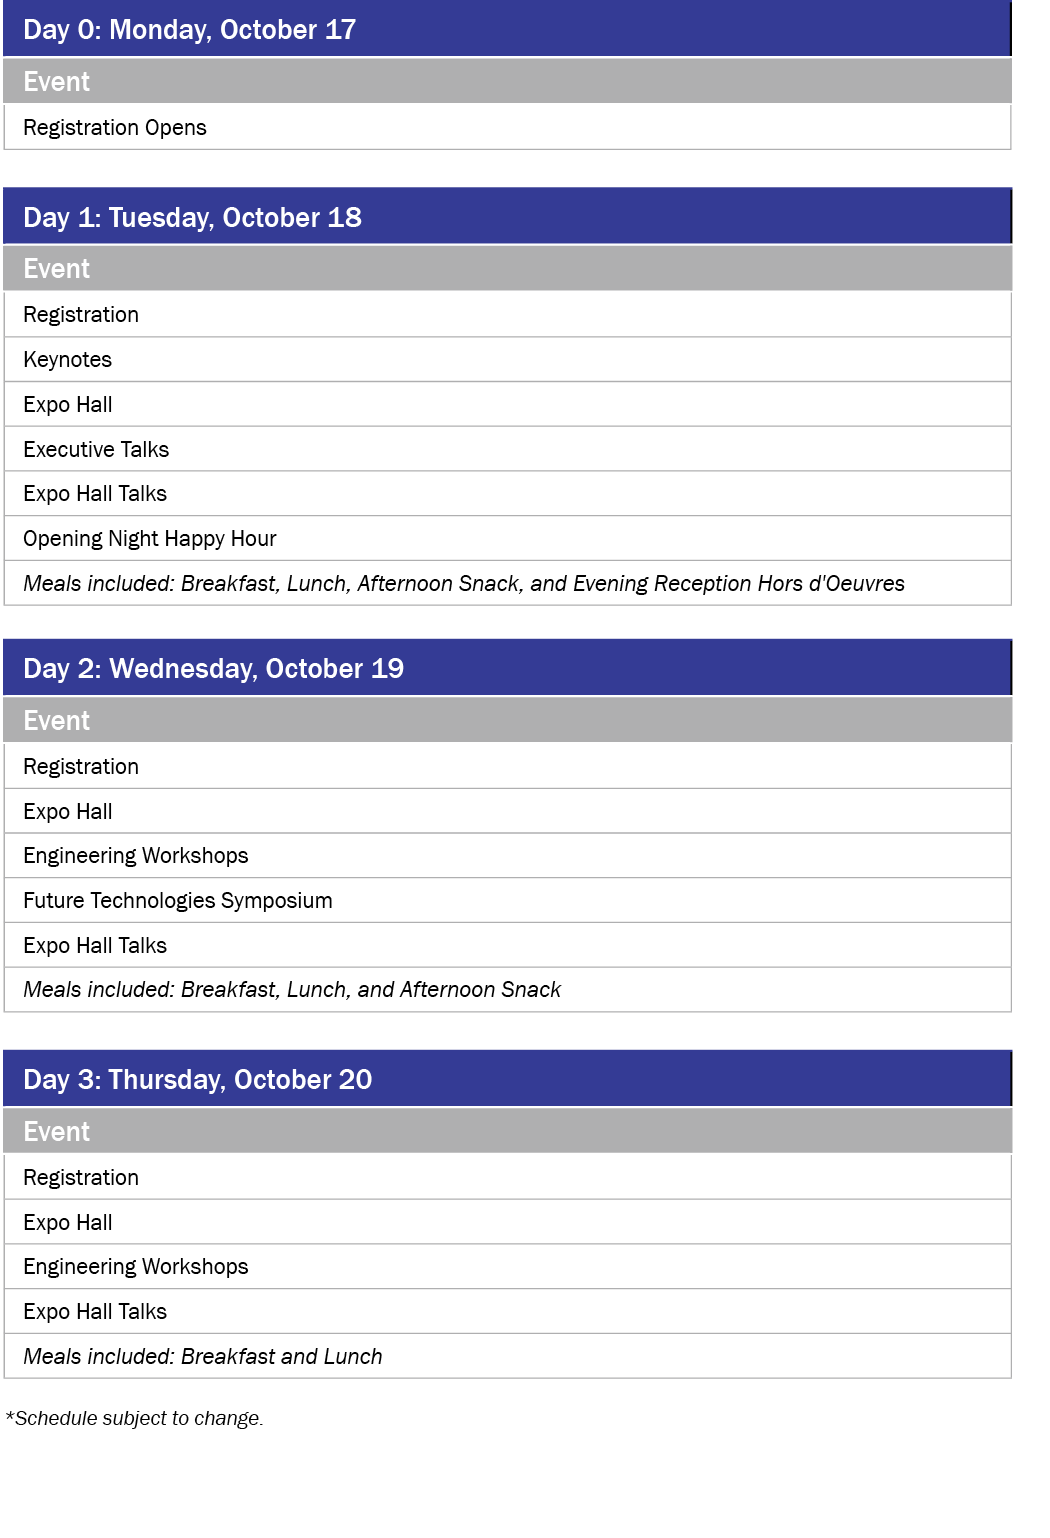 Day 0: Monday, October 17
Event
Registration Opens
Day 1: Tuesday, October 18
Event
Registration
Keynotes
Expo Hall
Executive Talks
Expo Hall Talks
Opening Night Happy Hour
Meals included: Breakfast, Lunch, Afternoon Snack, and Evening Reception Hors d'Oeuvres
Day 2: Wednesday, October 19
Event
Registration
Expo Hall
Engineering Workshops
Future Technologies Symposium
Expo Hall Talks
Meals included: Breakfast, Lunch, and Afternoon Snack
Day 3: Thursday, October 20
Event
Registration
Expo Hall
Engineering Workshops
Expo Hall Talks
Meals included: Breakfast and Lunch
*Schedule subject to change.